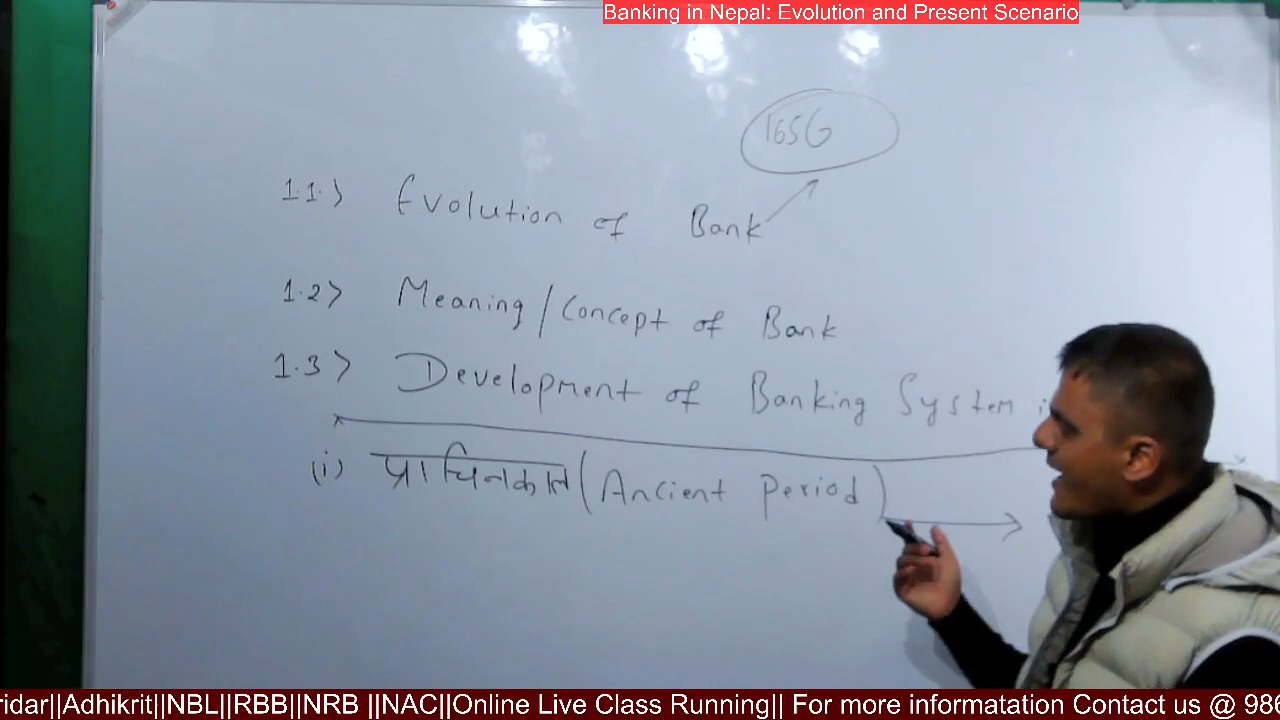 Banking in Nepal: Evolution and Present Scenario
165G
1.1> Evolution of Bank
1.2> Meaning/Concept of Bank
1.3> Development of Banking System
(i) प्राचिनकाल (Ancient Period)
ridar||Adhikrit||NBL||RBB||NRB ||NAC||Online Live Class Running|| For more informatation Contact us @ 986